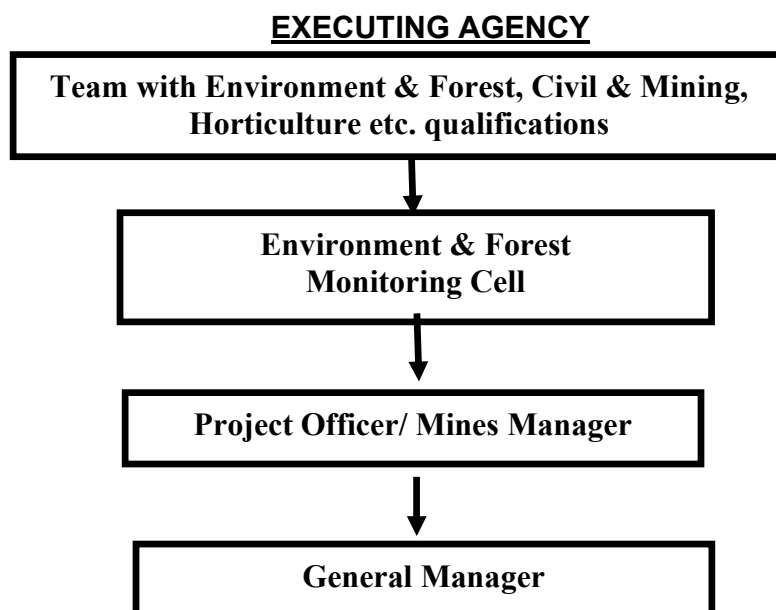 EXECUTING AGENCY
Team with Environment & Forest, Civil & Mining,
Horticulture etc. qualifications
Environment & Forest
Monitoring Cell
Project Officer/ Mines Manager
General Manager